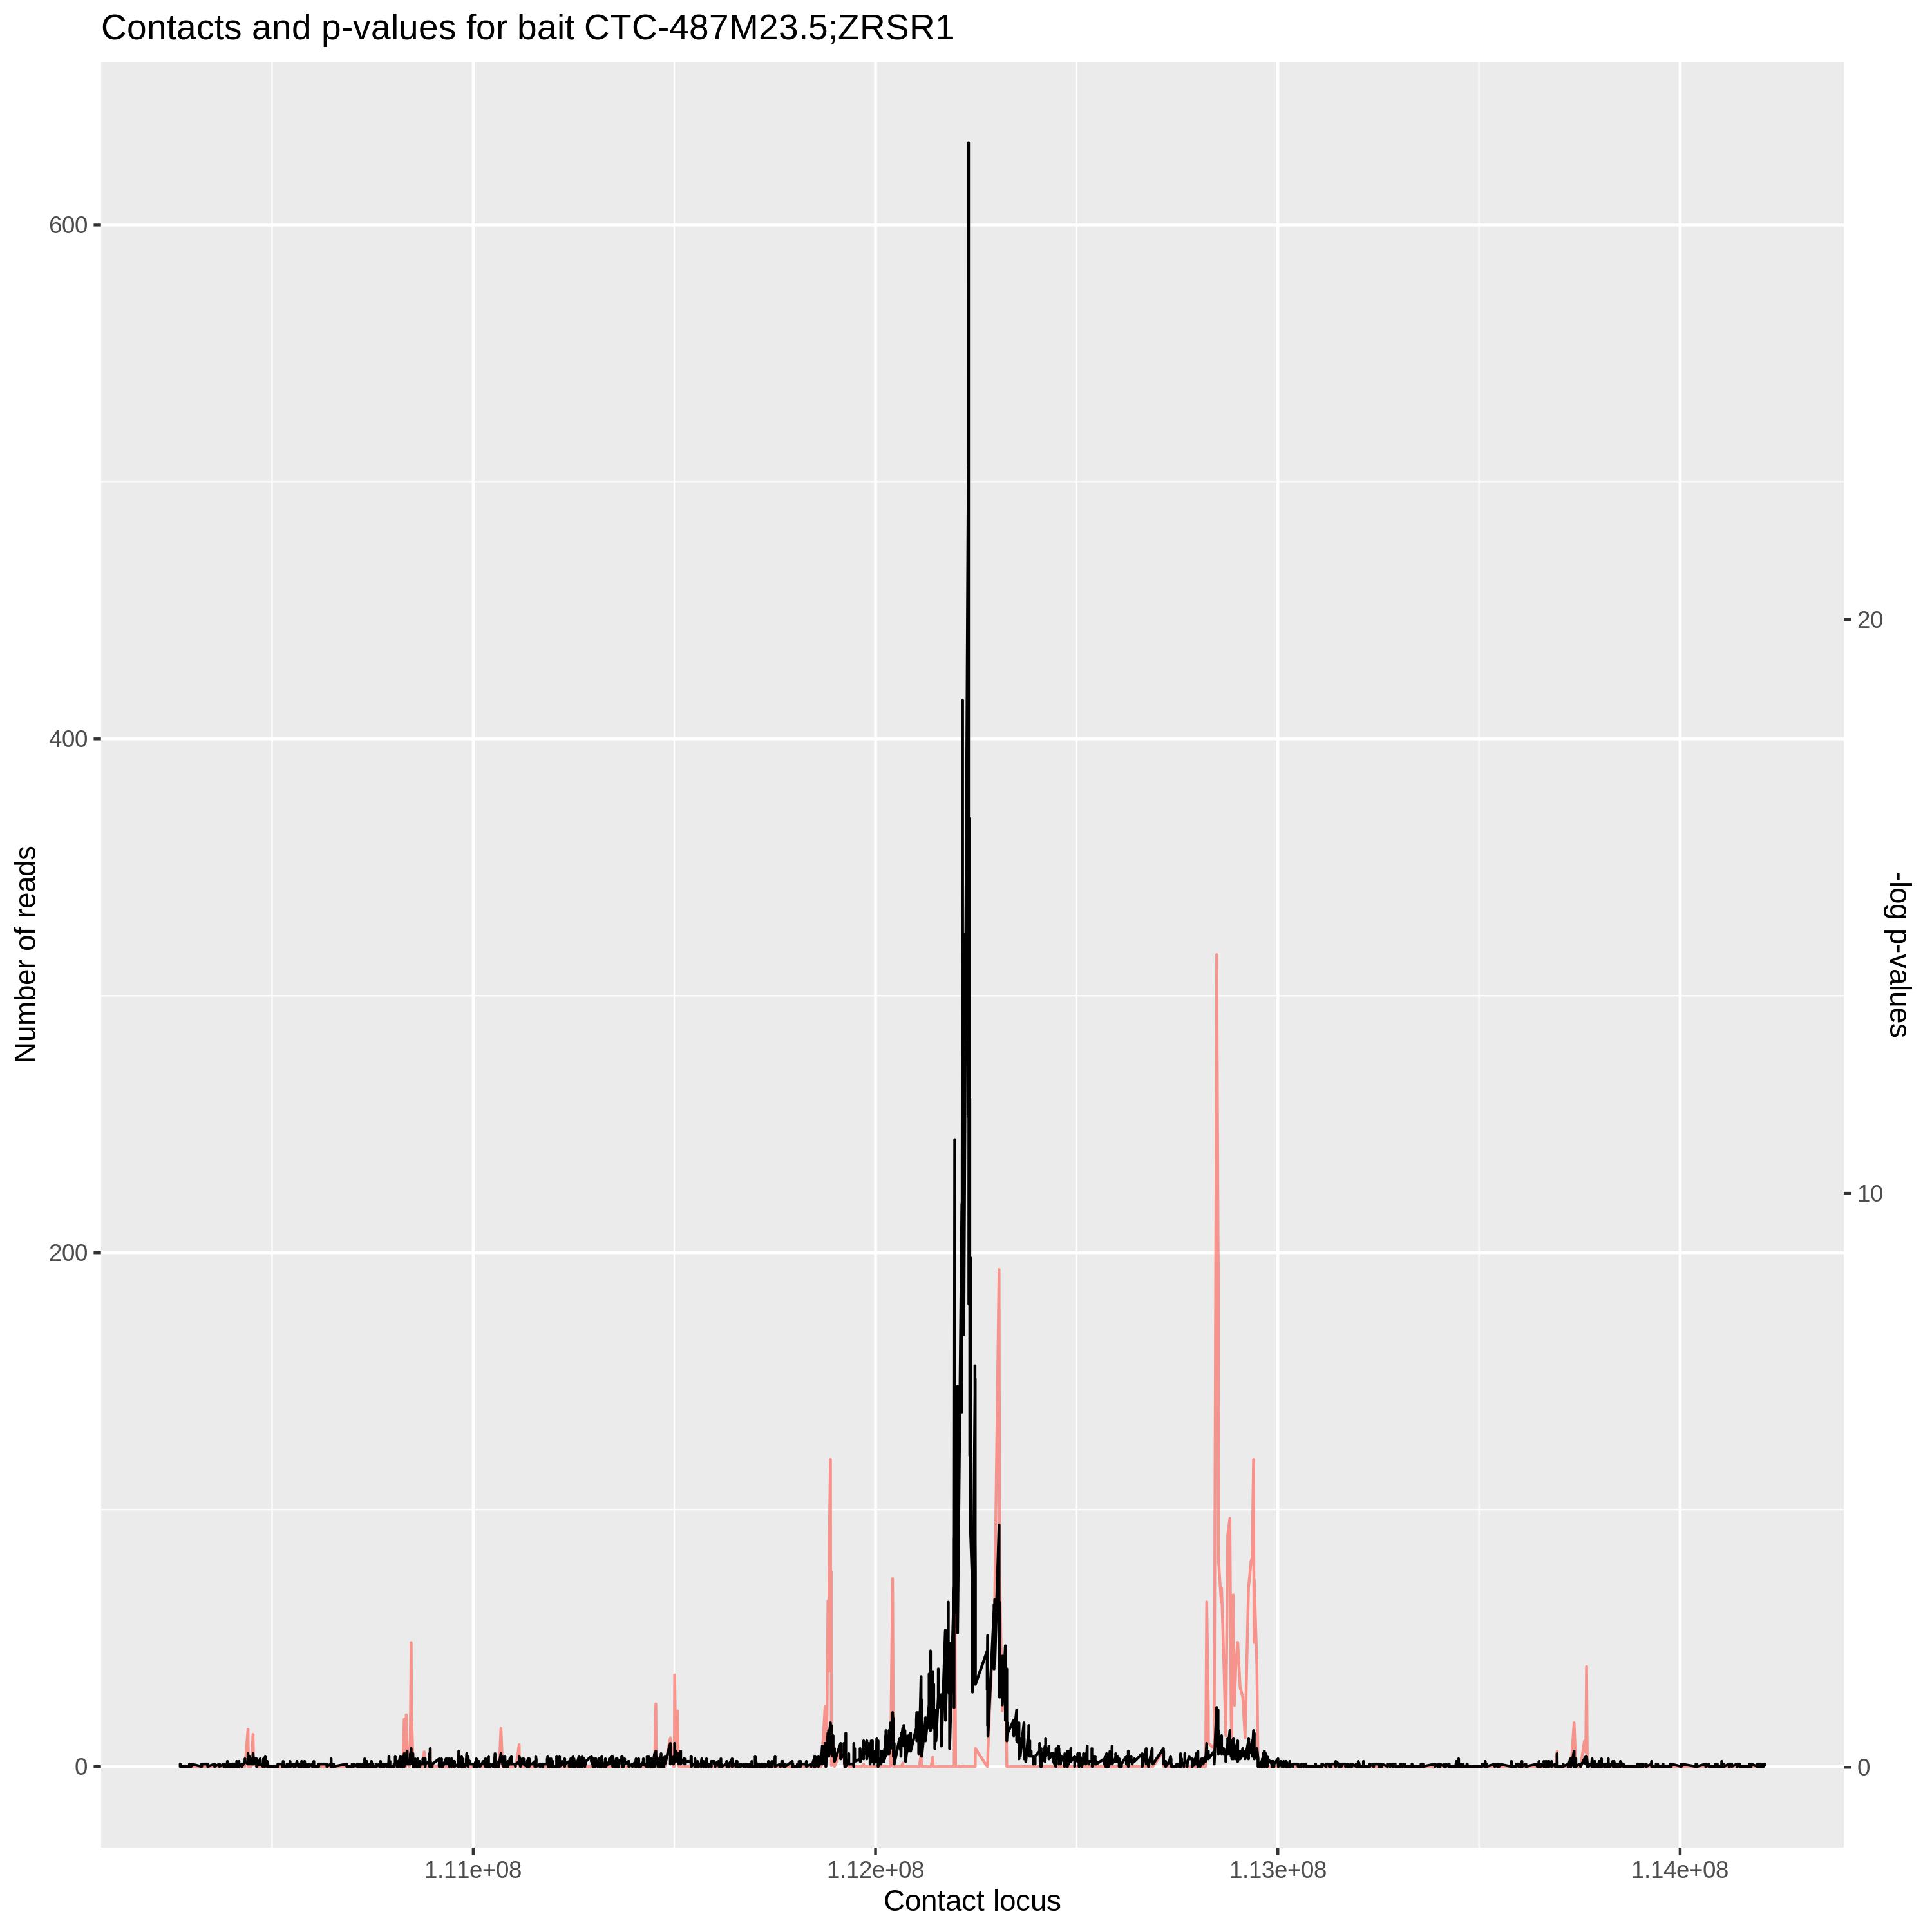 Contacts and p-values for bait CTC-487M23.5;ZRSR1
600
400
200
0
Number of reads
20
10
0
-log p-values
1.11e+08
1.12e+08
1.13e+08
1.14e+08
Contact locus